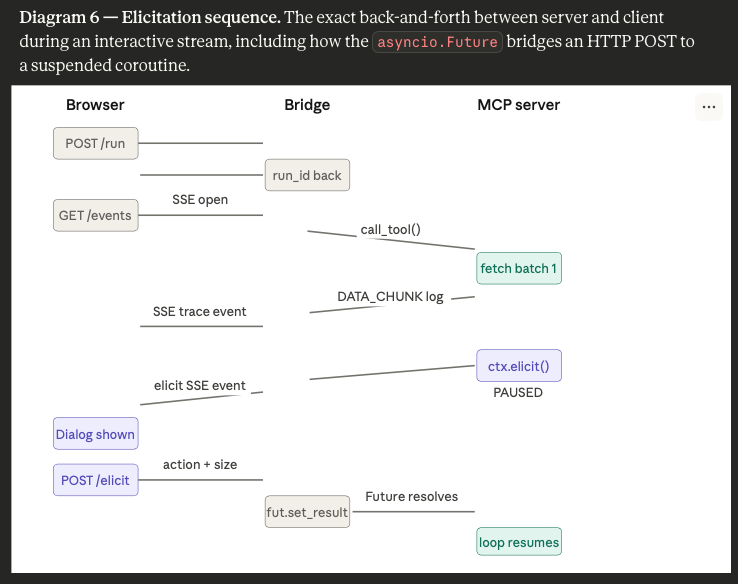 Diagram 6 — Elicitation sequence. The exact back-and-forth between server and client
during an interactive stream, including how the asyncio.Future bridges an HTTP POST to
a suspended coroutine.
Browser
Bridge
MCP server
...
POST /run
run_id back
SSE open
GET /events
call_tool()
fetch batch 1
DATA_CHUNK log
SSE trace event
ctx.elicit()
elicit SSE event
PAUSED
Dialog shown
action + size
POST /elicit
Future resolves
fut.set_result
loop resumes